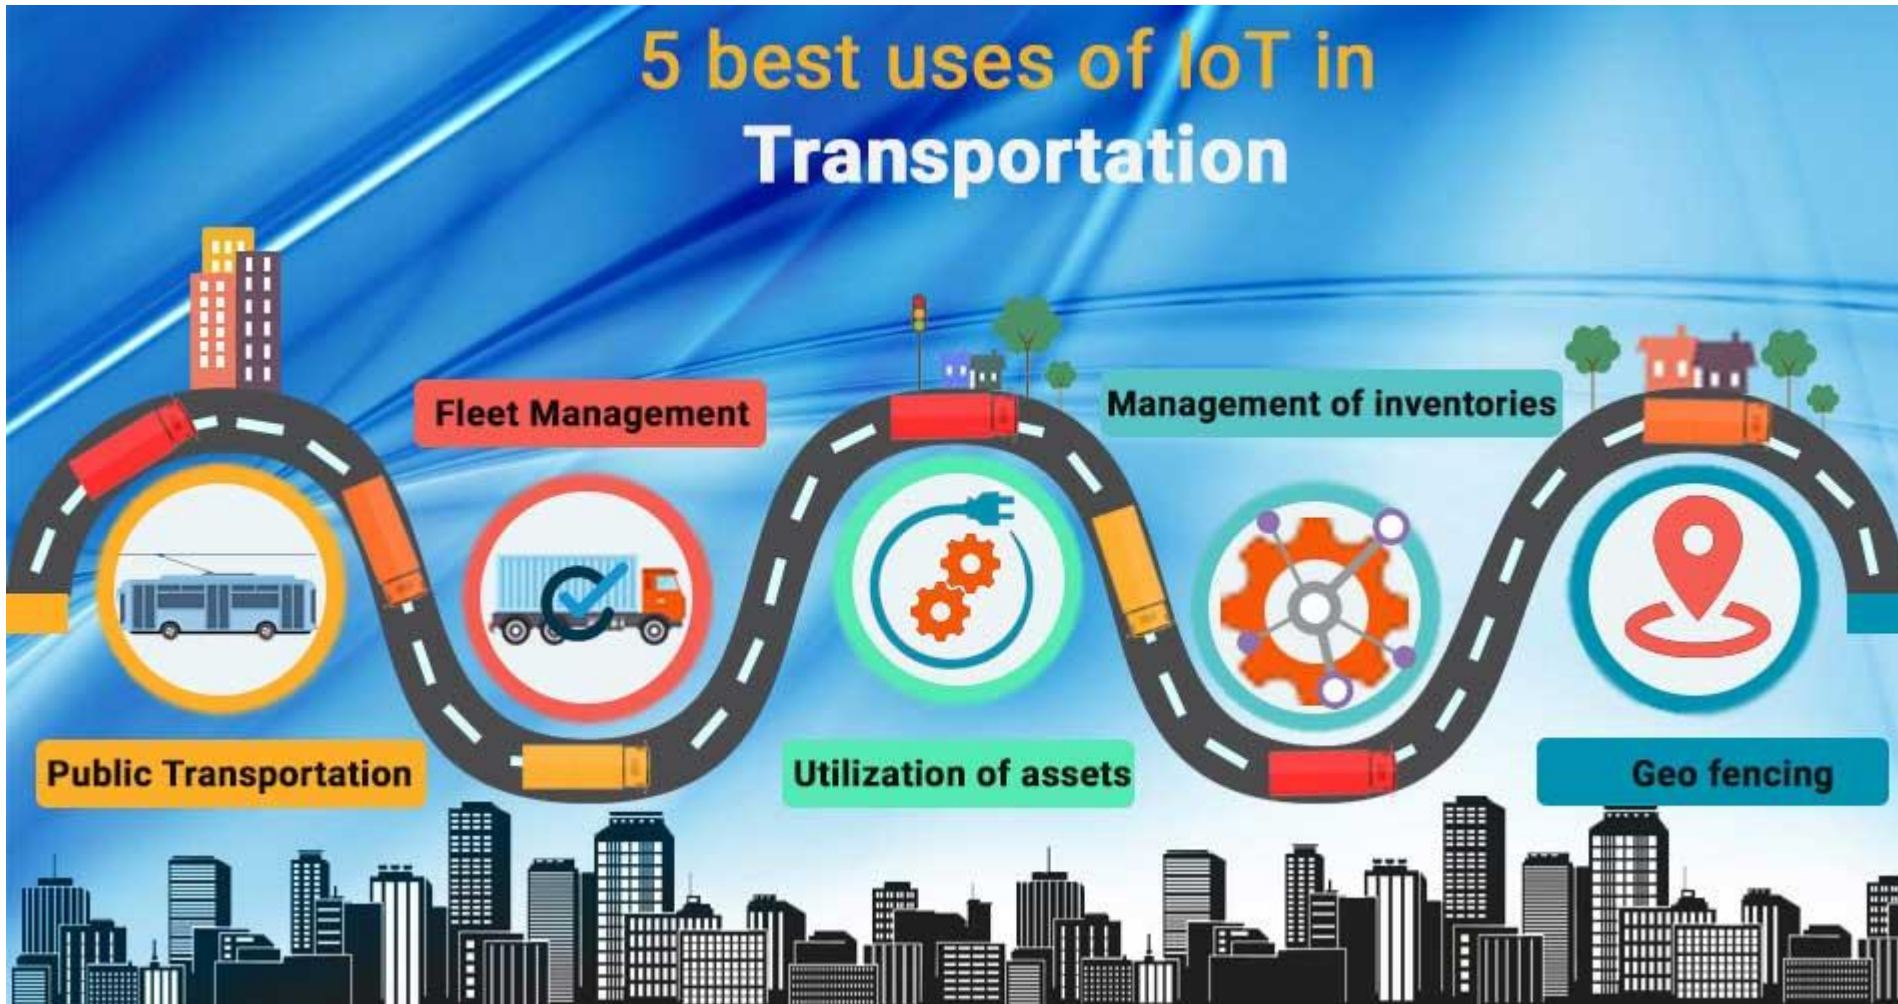 5 best uses of IoT in
Transportation
Fleet Management
Management of inventories
Public Transportation
Utilization of assets
Geo fencing